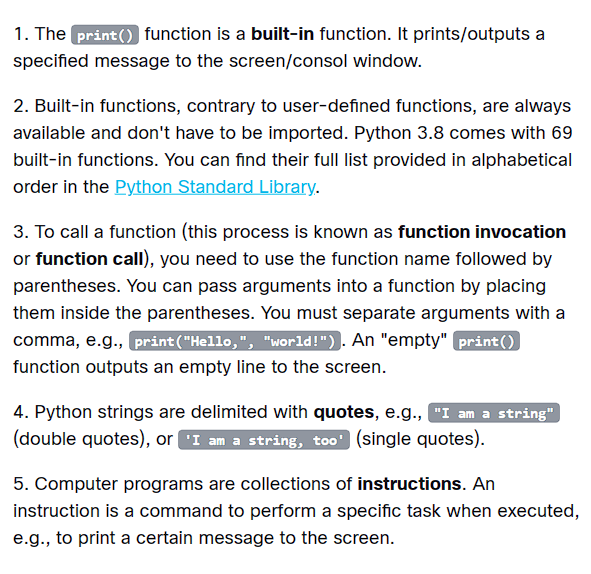 1. The print() function is a built-in function. It prints/outputs a
specified message to the screen/consol window.
2. Built-in functions, contrary to user-defined functions, are always
available and don't have to be imported. Python 3.8 comes with 69
built-in functions. You can find their full list provided in alphabetical
order in the Python Standard Library.
3. To call a function (this process is known as function invocation
or function call), you need to use the function name followed by
parentheses. You can pass arguments into a function by placing
them inside the parentheses. You must separate arguments with a
comma, e.g., print("Hello,", "world!"). An "empty" print()
function outputs an empty line to the screen.
4. Python strings are delimited with quotes, e.g., "I am a string"
(double quotes), or 'I am a string, too' (single quotes).
5. Computer programs are collections of instructions. An
instruction is a command to perform a specific task when executed,
e.g., to print a certain message to the screen.